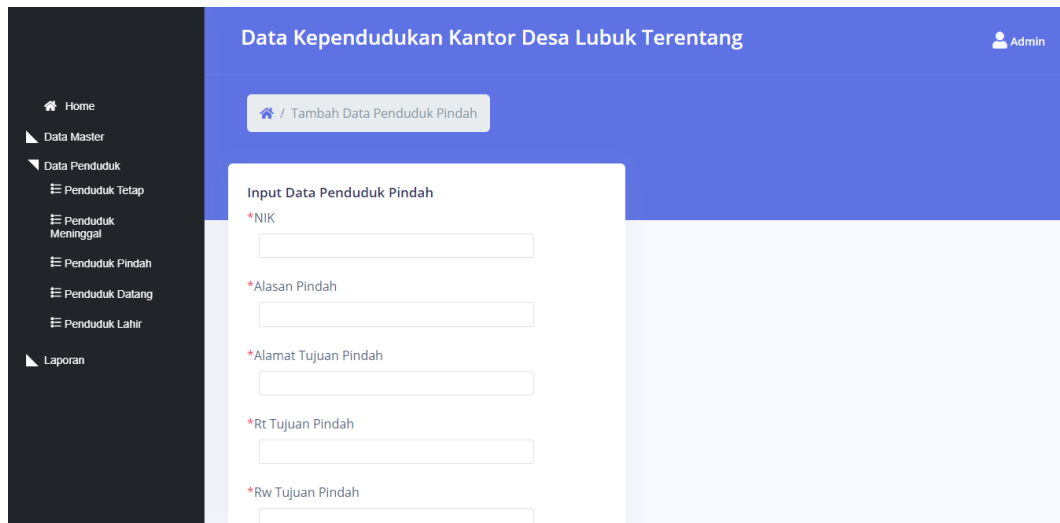 Data Kependudukan Kantor Desa Lubuk Terentang
Admin
Home
Data Master
Data Penduduk
Penduduk Tetap
Penduduk
Meninggal
Penduduk Pindah
Penduduk Datang
Penduduk Lahir
Laporan
/ Tambah Data Penduduk Pindah
Input Data Penduduk Pindah
*NIK
*Alasan Pindah
*Alamat Tujuan Pindah
*Rt Tujuan Pindah
*Rw Tujuan Pindah